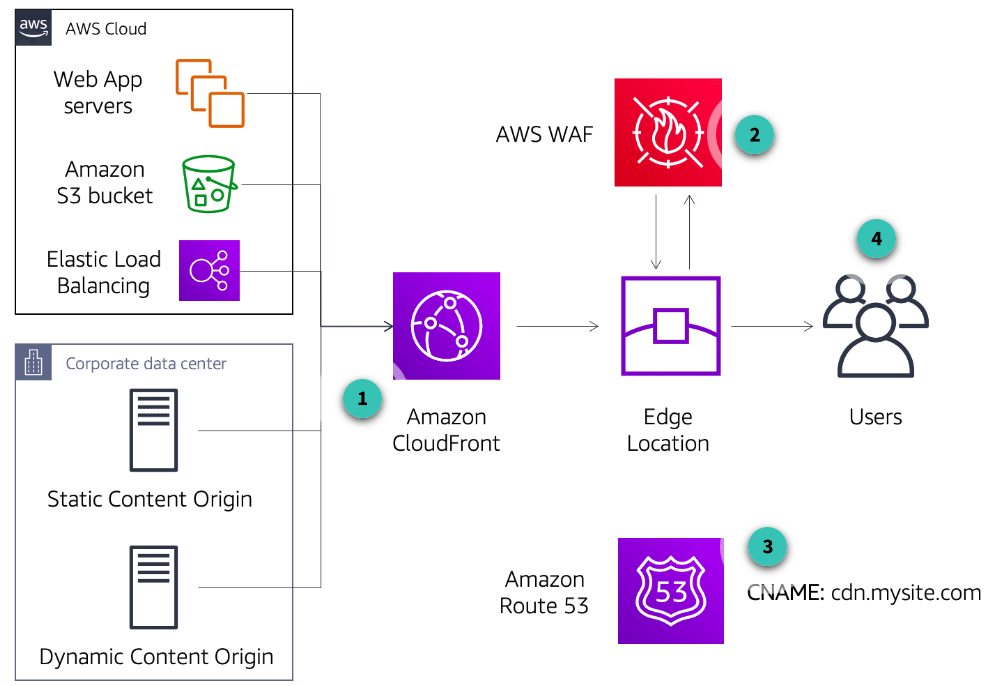 aws
AWS Cloud
Web App
servers
Amazon
S3 bucket
Elastic Load
Balancing
Corporate data center
Static Content Origin
Dynamic Content Origin
1
Amazon
CloudFront
AWS WAF
2
Edge
Location
4
Users
Amazon
Route 53
53
3
CNAME: cdn.mysite.com